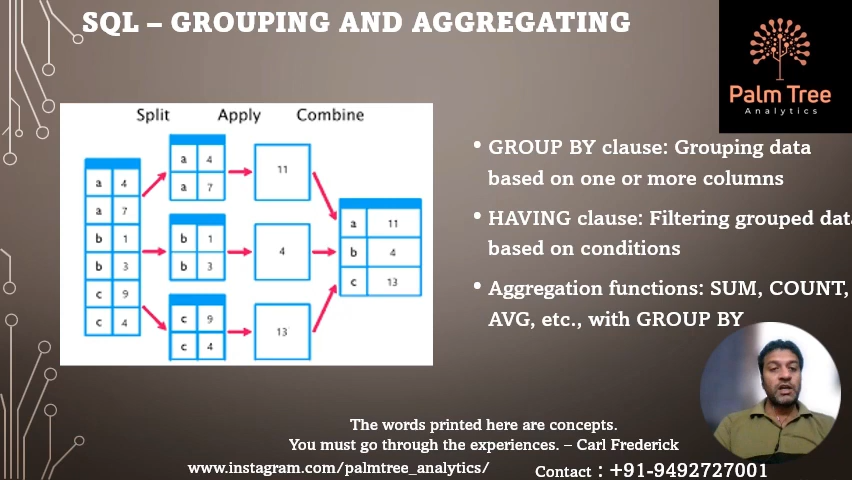 SQL – GROUPING AND AGGREGATING
Palm Tree
Analytics
Split Apply Combine
a 4
a 7
b 1
b 3
c 9
c 4
a 4
a 7
b 1
b 3
c 9
c 4
11
4
13
a 11
b 4
c 13
• GROUP BY clause: Grouping data
based on one or more columns
• HAVING clause: Filtering grouped data
based on conditions
• Aggregation functions: SUM, COUNT,
AVG, etc., with GROUP BY
The words printed here are concepts.
You must go through the experiences. – Carl Frederick
www.instagram.com/palmtree_analytics/ Contact : +91-9492727001